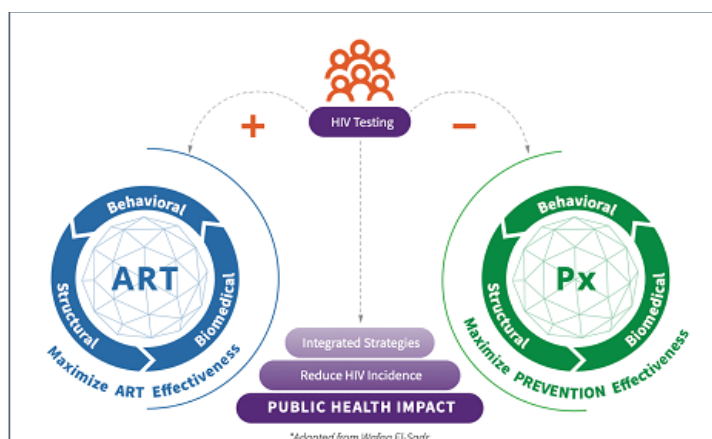 HIV Testing
+
−
Behavioral
Structural
Biomedical
ART
Maximize ART Effectiveness
Behavioral
Structural
Biomedical
Px
Maximize PREVENTION Effectiveness
Integrated Strategies
Reduce HIV Incidence
PUBLIC HEALTH IMPACT
*Adapted from Wafaa El-Sadr